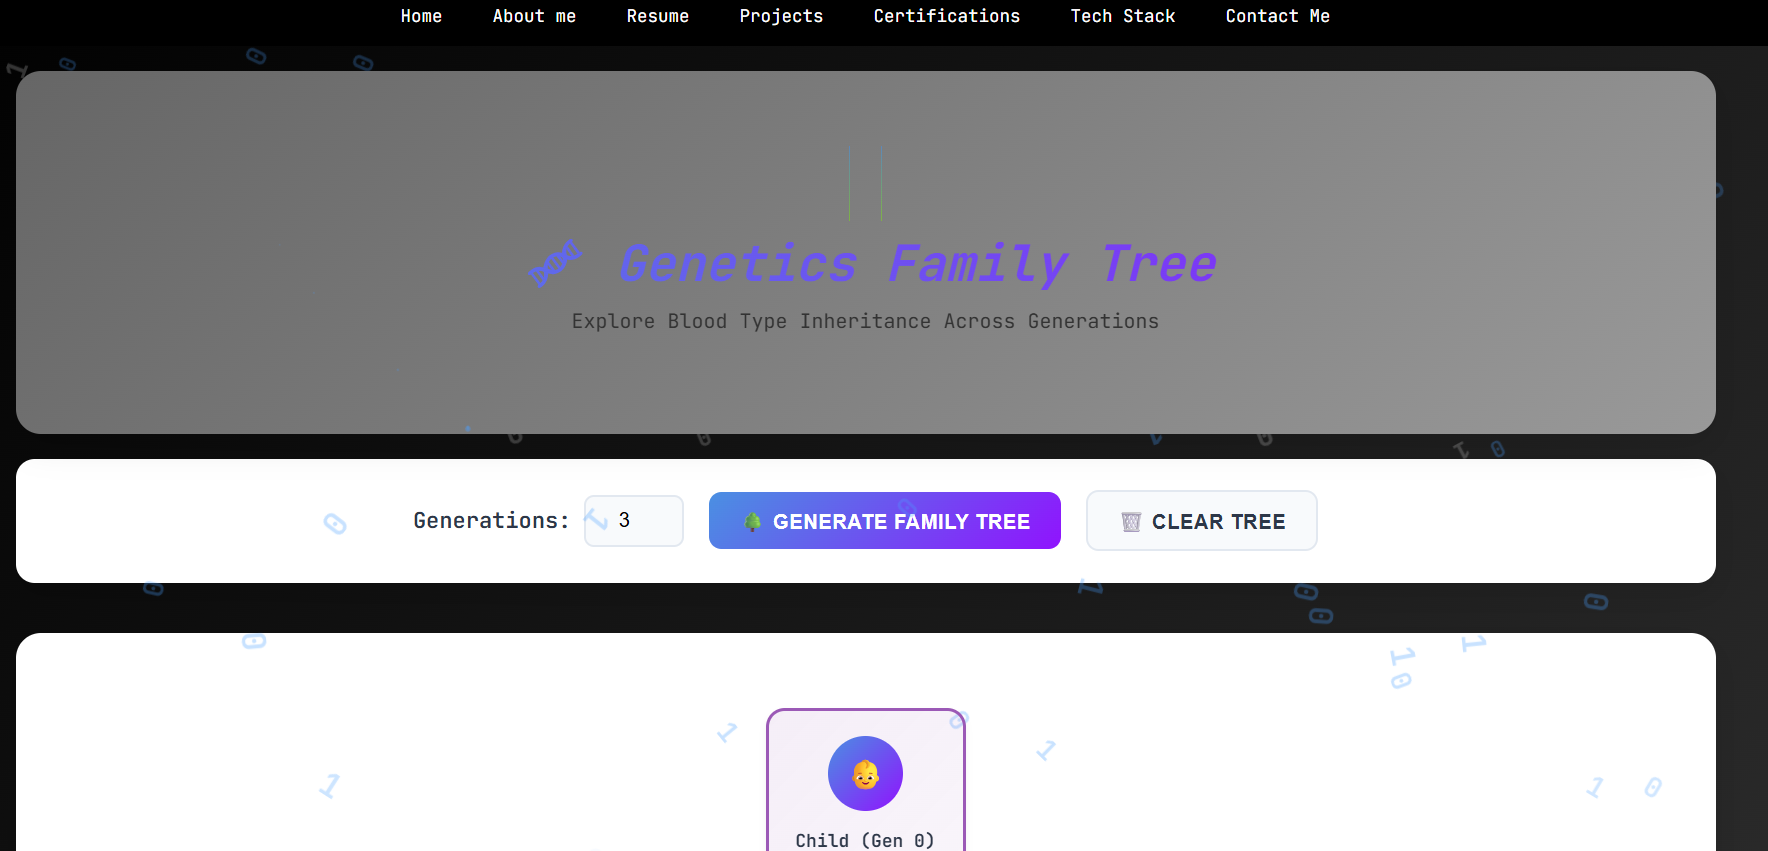 Home About me Resume Projects Certifications Tech Stack Contact Me
🧬 Genetics Family Tree
Explore Blood Type Inheritance Across Generations
Generations: 3 🌳 GENERATE FAMILY TREE 🗑️ CLEAR TREE
Child (Gen 0)